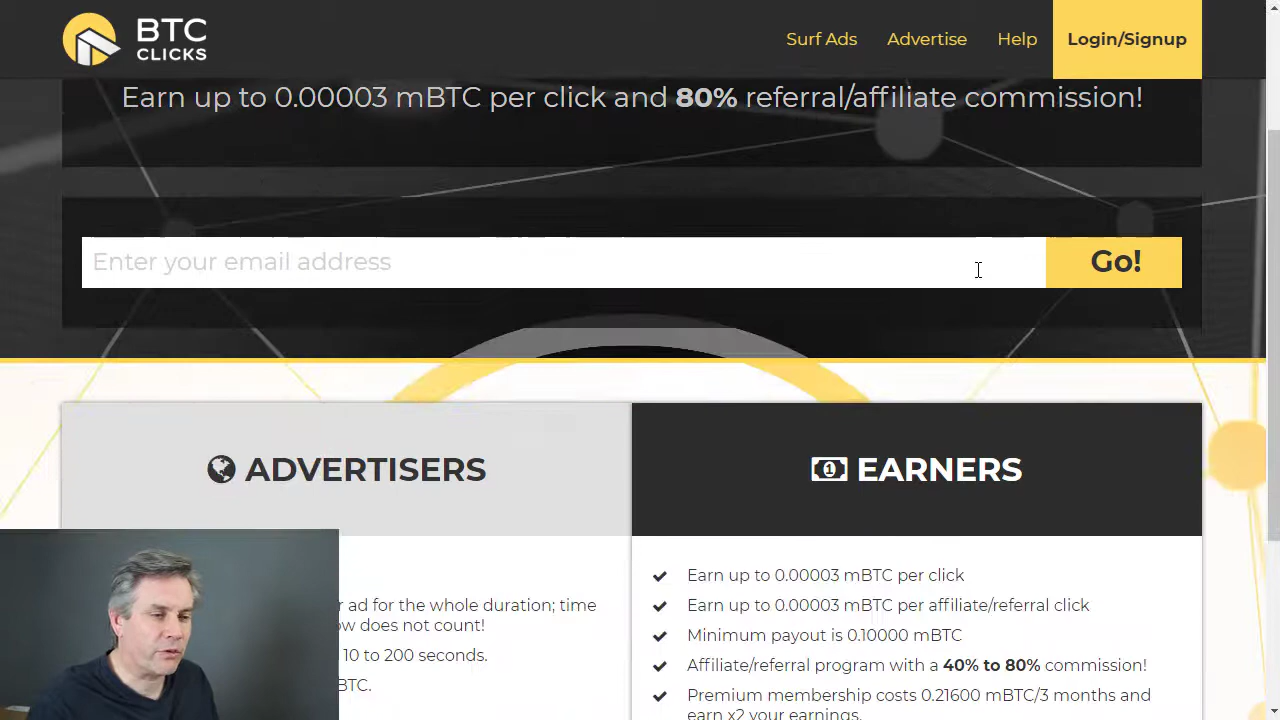 BTC
CLICKS
Surf Ads
Advertise
Help
Login/Signup
Earn up to 0.00003 mBTC per click and 80% referral/affiliate commission!
Enter your email address
Go!
ADVERTISERS
r ad for the whole duration; time
ow does not count!
10 to 200 seconds.
BTC.
EARNERS
Earn up to 0.00003 mBTC per click
Earn up to 0.00003 mBTC per affiliate/referral click
Minimum payout is 0.10000 mBTC
Affiliate/referral program with a 40% to 80% commission!
Premium membership costs 0.21600 mBTC/3 months and
earn x2 your earnings.